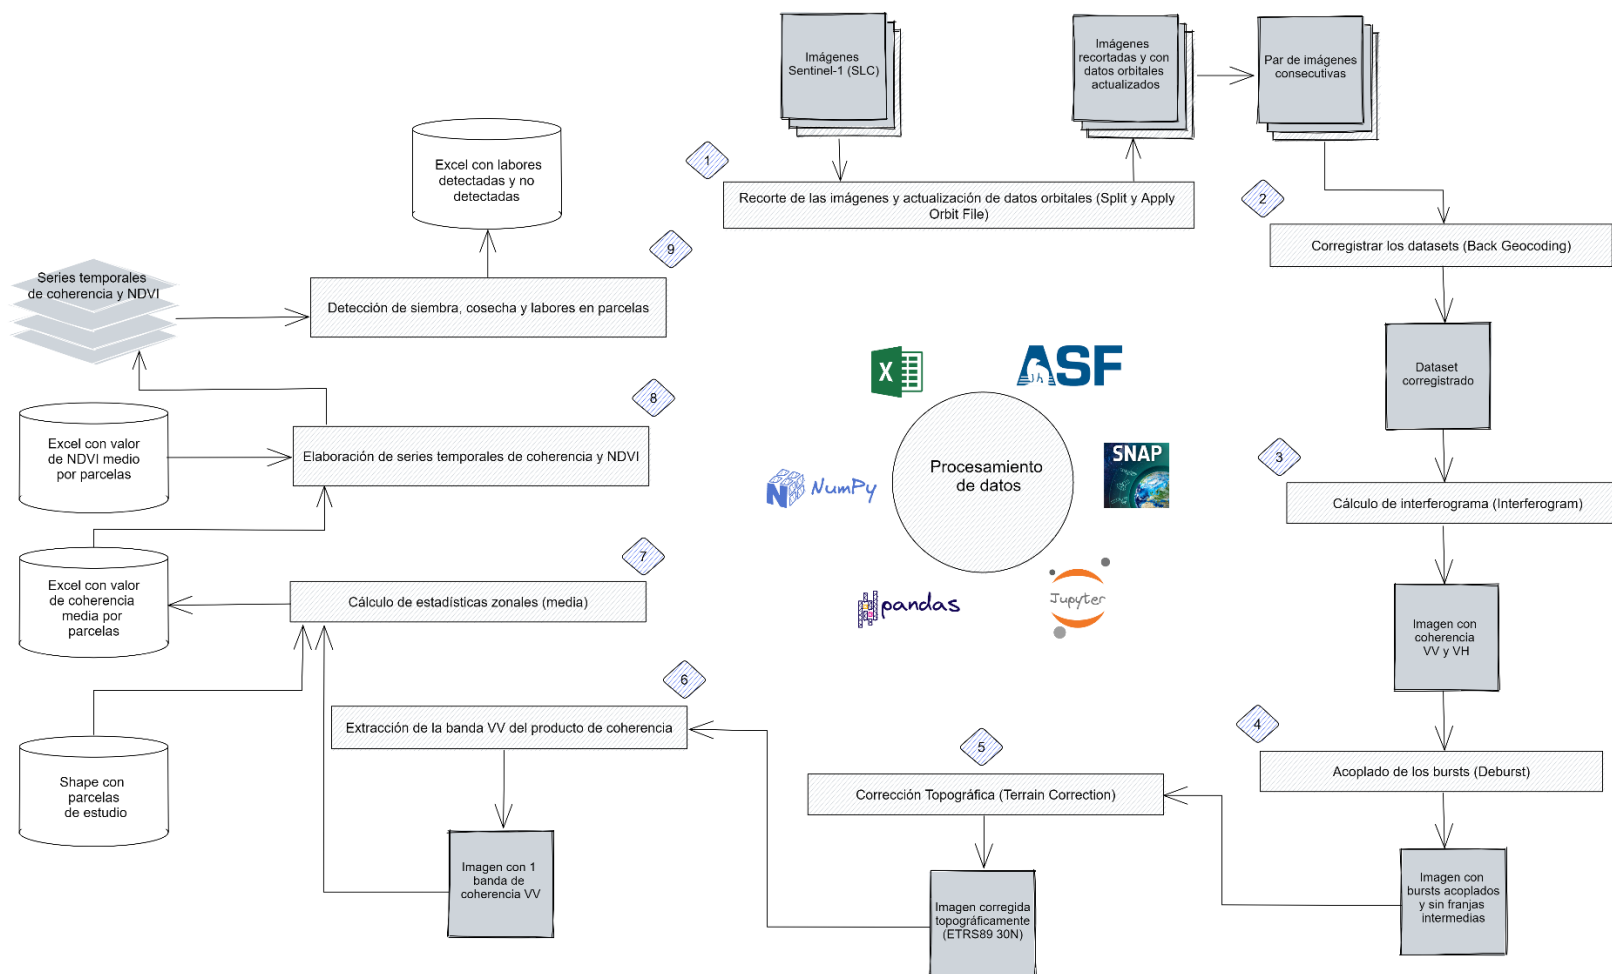 Imágenes
Sentinel-1 (SLC)
Imágenes
recortadas y con
datos orbitales
actualizados
Par de imágenes
consecutivas
1
Recorte de las imágenes y actualización de datos orbitales (Split y Apply
Orbit File)
2
Corregistrar los datasets (Back Geocoding)
Dataset
corregistrado
3
Cálculo de interferograma (Interferogram)
Imagen con
coherencia
VV y VH
4
Acoplado de los bursts (Deburst)
Imagen con
bursts acoplados
y sin franjas
intermedias
5
Corrección Topográfica (Terrain Correction)
Imagen corregida
topográficamente
(ETRS89 30N)
6
Extracción de la banda VV del producto de coherencia
Imagen con 1
banda de
coherencia VV
7
Cálculo de estadísticas zonales (media)
Shape con
parcelas
de estudio
Excel con valor
de coherencia
media por
parcelas
8
Elaboración de series temporales de coherencia y NDVI
Excel con valor
de NDVI medio
por parcelas
Series temporales
de coherencia y NDVI
9
Detección de siembra, cosecha y labores en parcelas
Excel con labores
detectadas y no
detectadas
Procesamiento
de datos
X
ASF
SNAP
Jupyter
pandas
NumPy